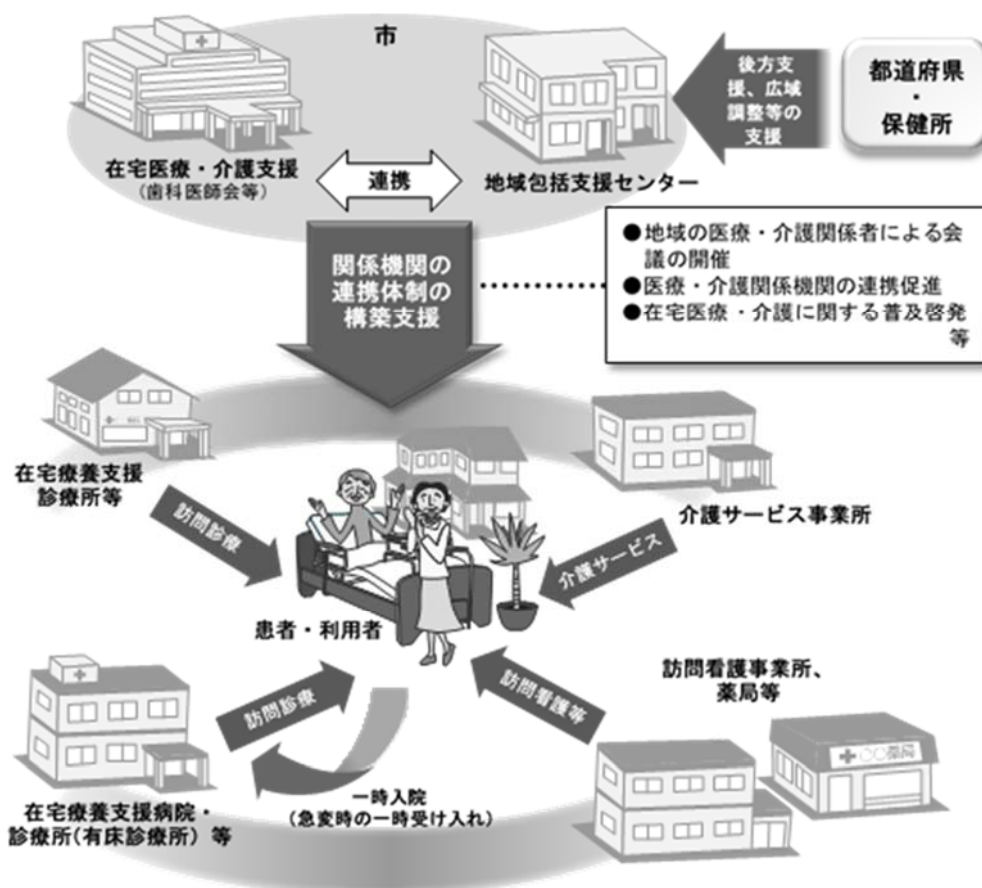 市
後方支
援、広域
調整等の
支援
都道府県
・
保健所
在宅医療・介護支援
(歯科医師会等)
連携
地域包括支援センター
関係機関の
連携体制の
構築支援
●地域の医療・介護関係者による会
議の開催
●医療・介護関係機関の連携促進
●在宅医療・介護に関する普及啓発
等
在宅療養支援
診療所等
訪問診療
介護サービス事業所
介護サービス
患者・利用者
訪問看護事業所、
薬局等
訪問診療
訪問看護等
〇〇薬局
一時入院
(急変時の一時受け入れ)
在宅療養支援病院・
診療所(有床診療所) 等